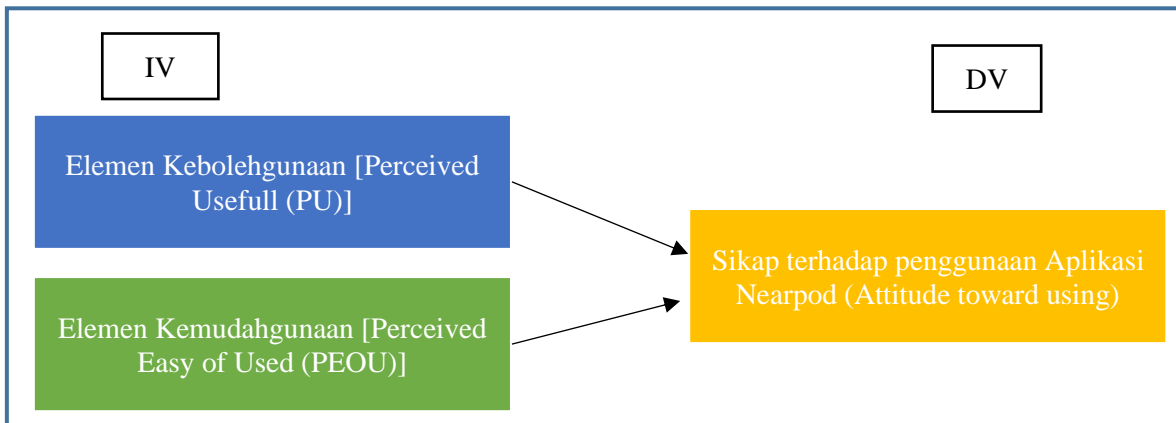 IV
DV
Elemen Kebolehgunaan [Perceived
Usefull (PU)]
Sikap terhadap penggunaan Aplikasi
Nearpod (Attitude toward using)
Elemen Kemudahgunaan [Perceived
Easy of Used (PEOU)]